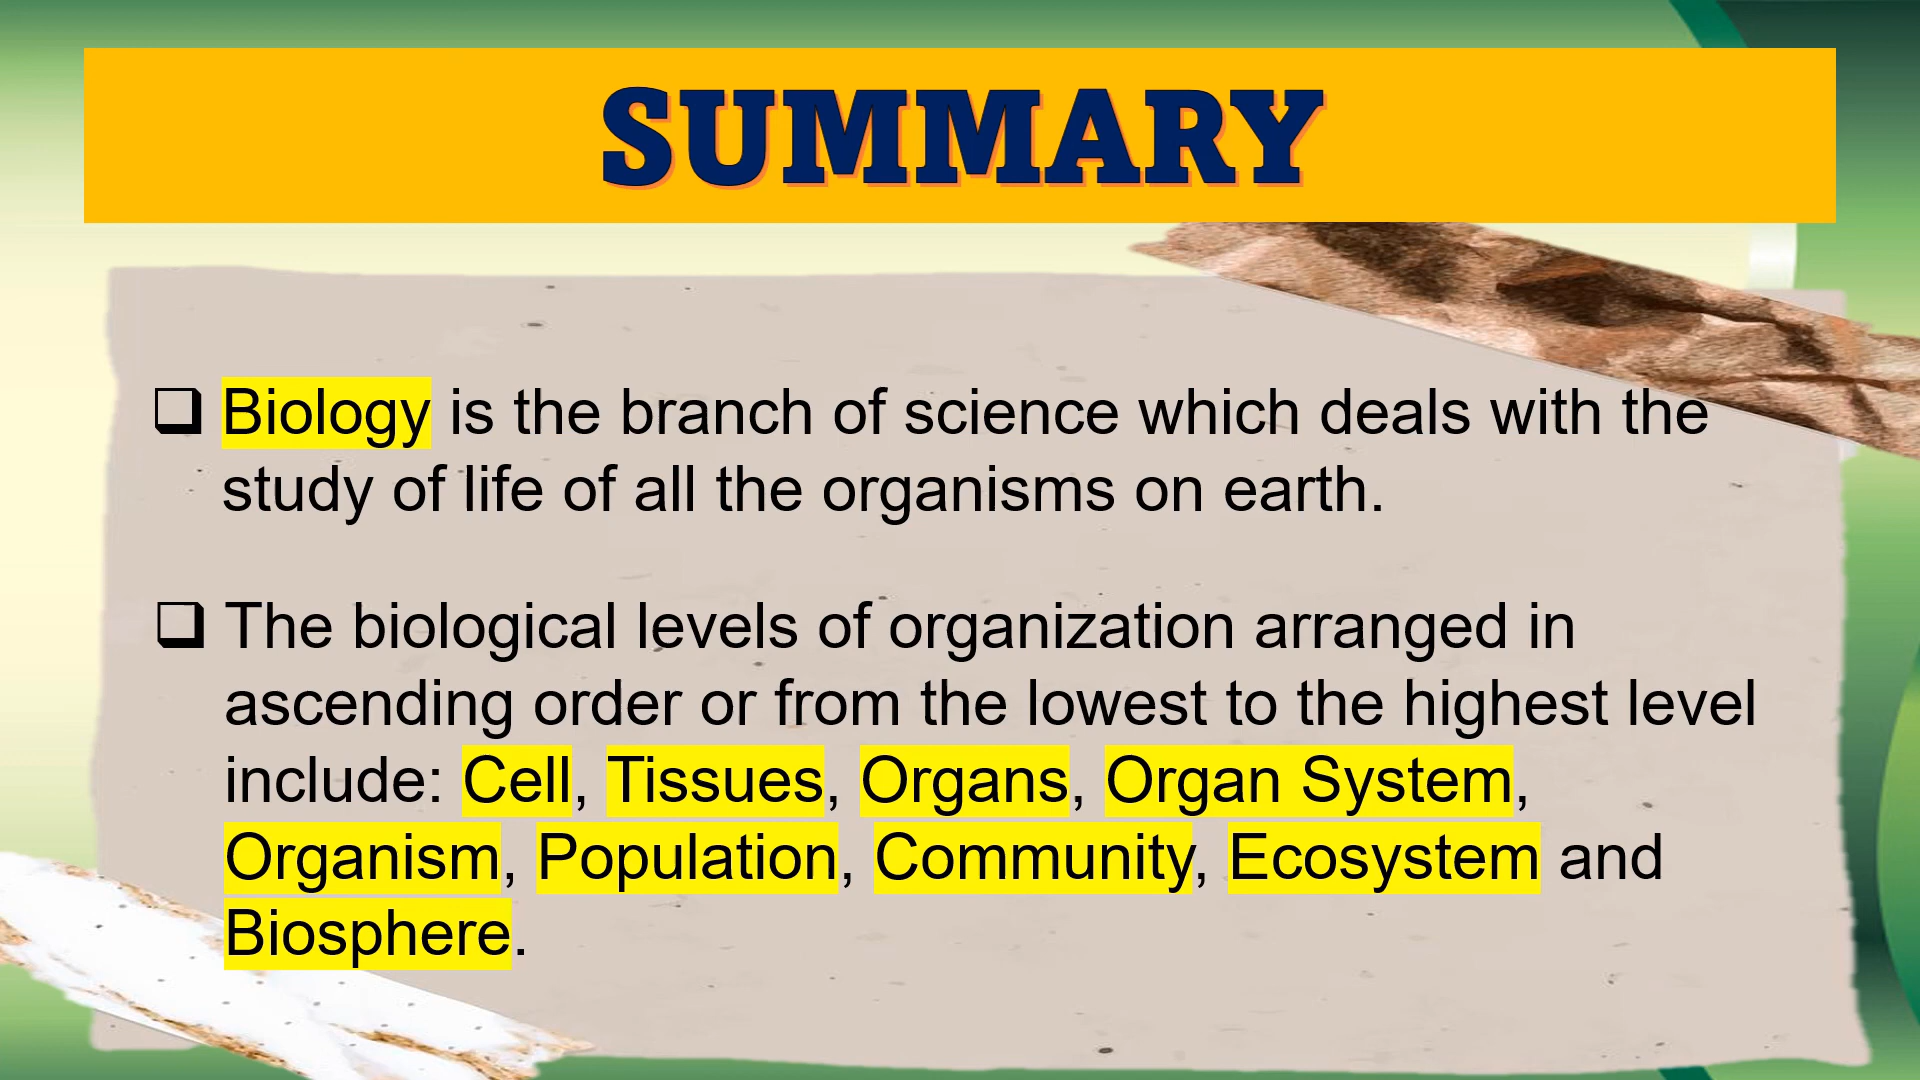 SUMMARY
❑ Biology is the branch of science which deals with the
study of life of all the organisms on earth.
❑ The biological levels of organization arranged in
ascending order or from the lowest to the highest level
include: Cell, Tissues, Organs, Organ System,
Organism, Population, Community, Ecosystem and
Biosphere.